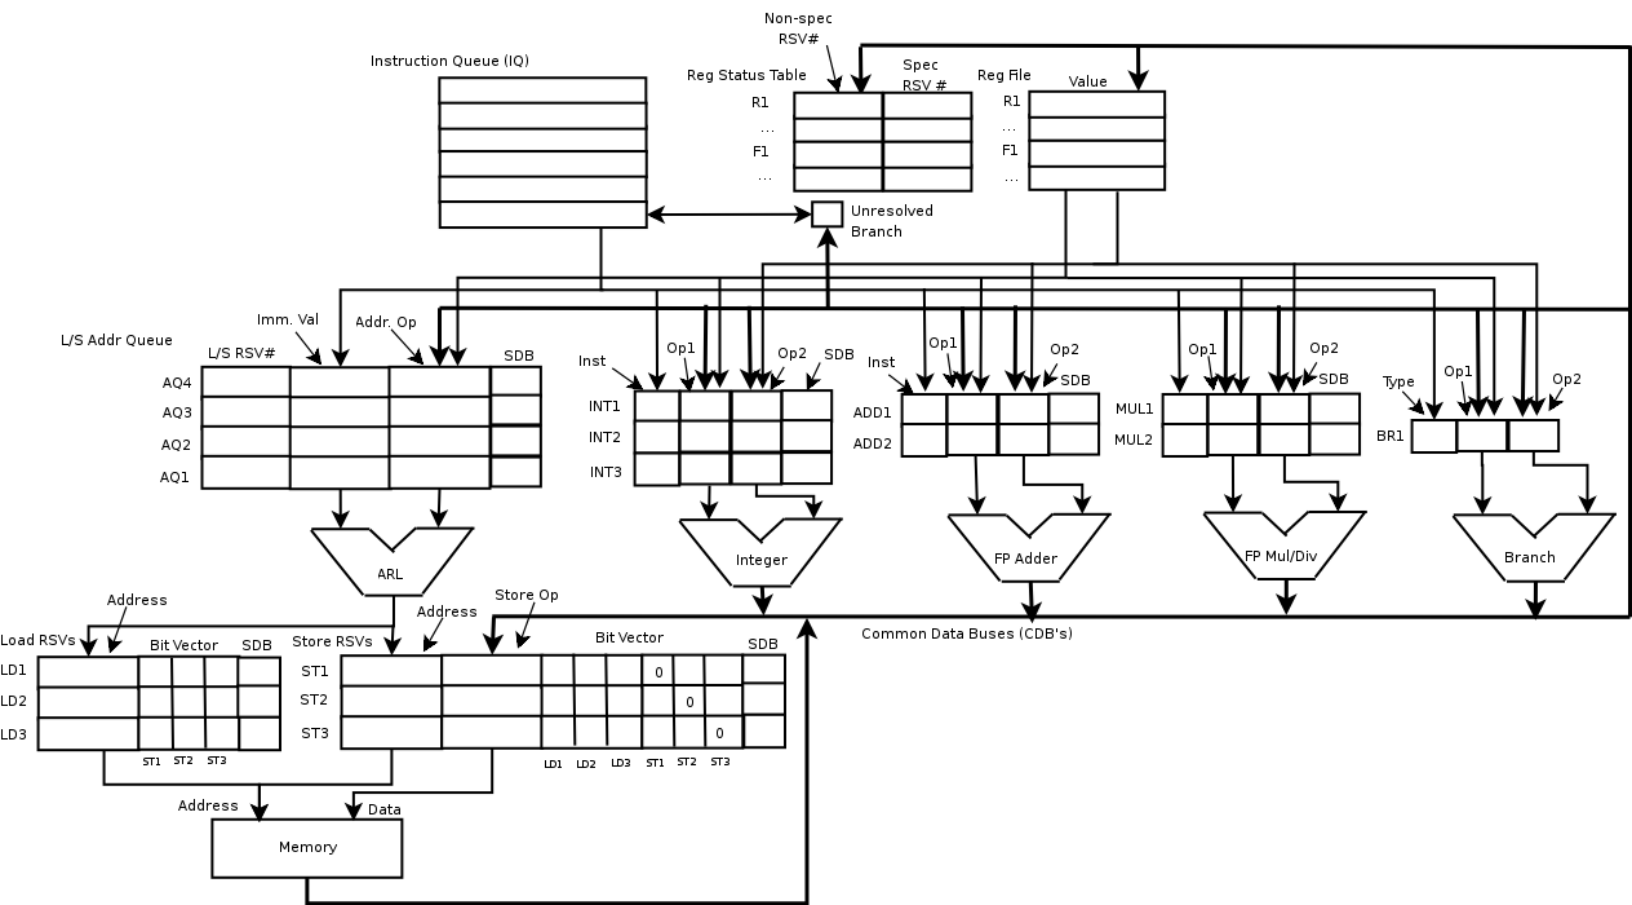 Non-spec
RSV#
Instruction Queue (IQ)
Reg Status Table
Spec
RSV #
Reg File
Value
R1
...
F1
...
R1
...
F1
...
Unresolved
Branch
L/S Addr Queue
Imm. Val
Addr. Op
L/S RSV#
SDB
AQ4
AQ3
AQ2
AQ1
Inst
Op1
Op2
SDB
INT1
INT2
INT3
Inst
Op1
Op2
SDB
ADD1
ADD2
Op1
Op2
SDB
MUL1
MUL2
Type
Op1
Op2
BR1
ARL
Integer
FP Adder
FP Mul/Div
Branch
Common Data Buses (CDB's)
Load RSVs
Address
Bit Vector
SDB
LD1
LD2
LD3
ST1 ST2 ST3
Store RSVs
Address
Store Op
Bit Vector
SDB
ST1
0
ST2
0
ST3
0
LD1 LD2 LD3 ST1 ST2 ST3
Address
Data
Memory